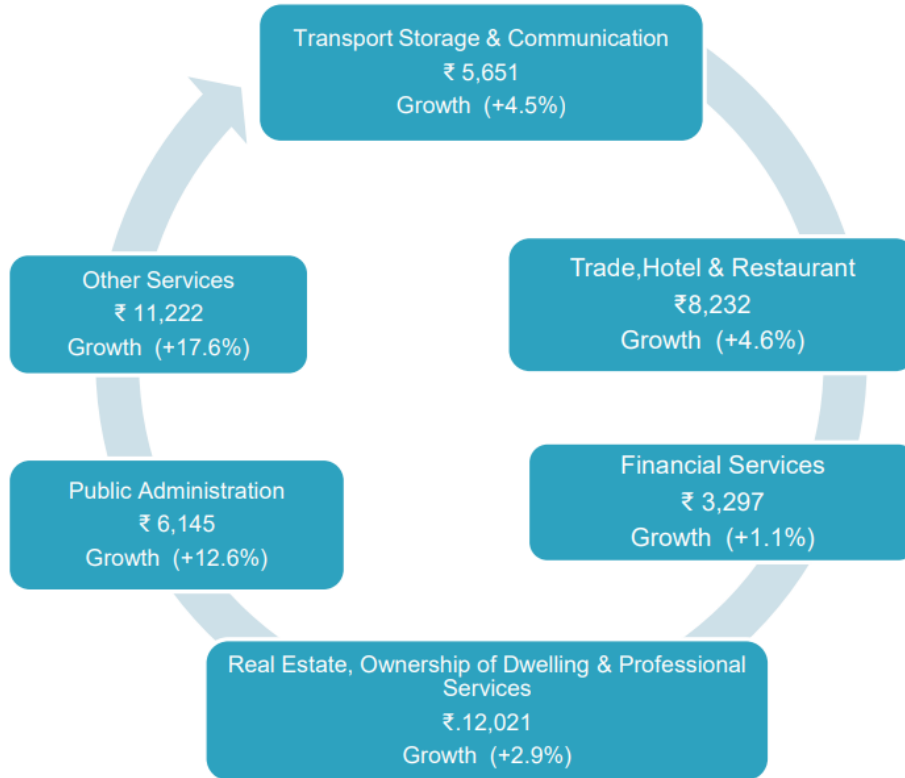 Transport Storage & Communication
₹ 5,651
Growth (+4.5%)
Trade,Hotel & Restaurant
₹8,232
Growth (+4.6%)
Financial Services
₹ 3,297
Growth (+1.1%)
Real Estate, Ownership of Dwelling & Professional
Services
₹.12,021
Growth (+2.9%)
Public Administration
₹ 6,145
Growth (+12.6%)
Other Services
₹ 11,222
Growth (+17.6%)